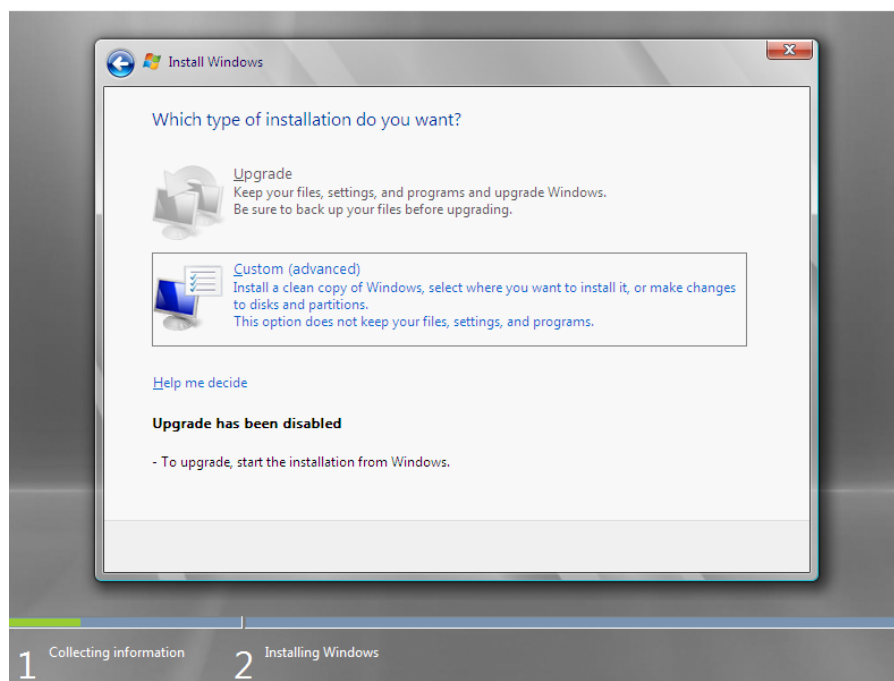 Install Windows
Which type of installation do you want?
Upgrade
Keep your files, settings, and programs and upgrade Windows.
Be sure to back up your files before upgrading.
Custom (advanced)
Install a clean copy of Windows, select where you want to install it, or make changes
to disks and partitions.
This option does not keep your files, settings, and programs.
Help me decide
Upgrade has been disabled
- To upgrade, start the installation from Windows.
1 Collecting information
2 Installing Windows